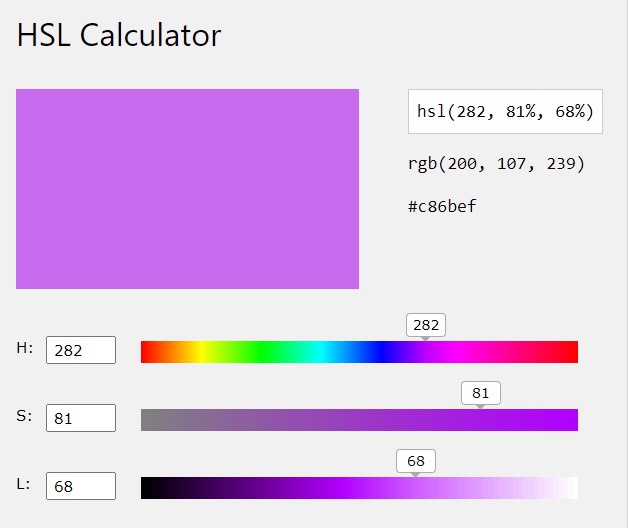 HSL Calculator
hsl(282, 81%, 68%)
rgb(200, 107, 239)
#c86bef
282
H: 282
81
S: 81
68
L: 68